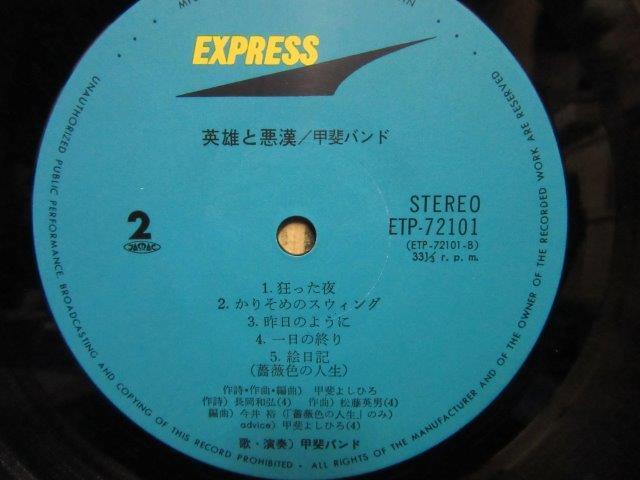 EXPRESS
英雄と悪漢/甲斐バンド
2
JASRAC
STEREO
ETP-72101
(ETP-72101-B)
33⅓ r. p. m.
1. 狂った夜
2. かりそめのスウィング
3. 昨日のように
4. 一日の終り
5. 絵日記
(薔薇色の人生)
作詩・作曲・編曲) 甲斐よしひろ
作詩) 長岡和弘(4) 作曲) 松藤英男(4)
編曲) 今井 裕(「薔薇色の人生」のみ)
advice) 甲斐よしひろ(4)
歌・演奏) 甲斐バンド
UNAUTHORIZED PUBLIC PERFORMANCE, BROADCASTING AND COPYING OF THIS RECORD PROHIBITED • ALL RIGHTS OF THE MANUFACTURER AND OF THE OWNER OF THE RECORDED WORK ARE RESERVED